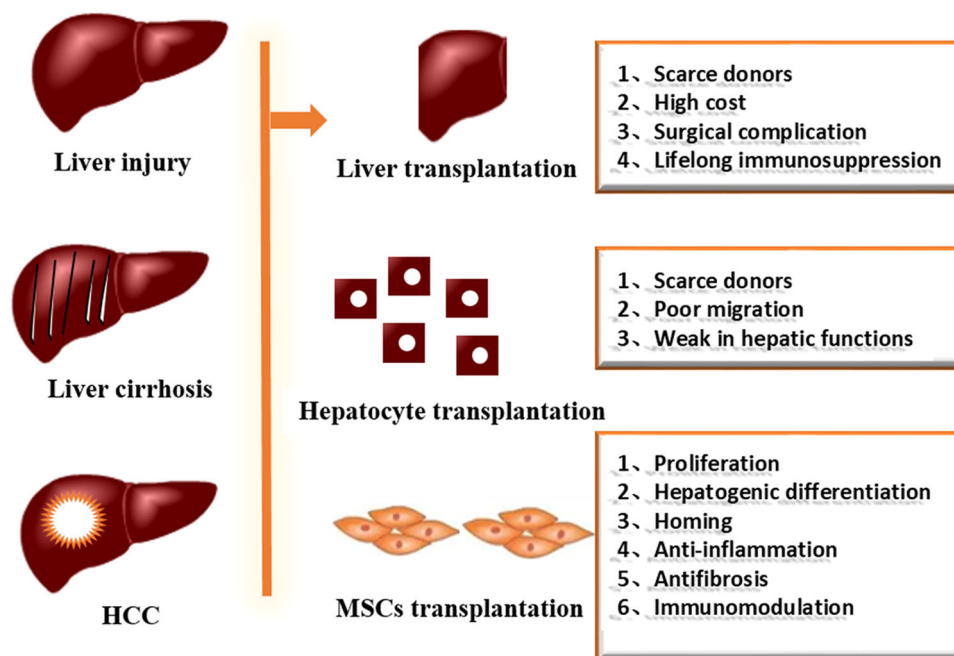 Liver injury
Liver transplantation
1、Scarce donors
2、High cost
3、Surgical complication
4、Lifelong immunosuppression
Liver cirrhosis
Hepatocyte transplantation
1、Scarce donors
2、Poor migration
3、Weak in hepatic functions
HCC
MSCs transplantation
1、Proliferation
2、Hepatogenic differentiation
3、Homing
4、Anti-inflammation
5、Antifibrosis
6、Immunomodulation